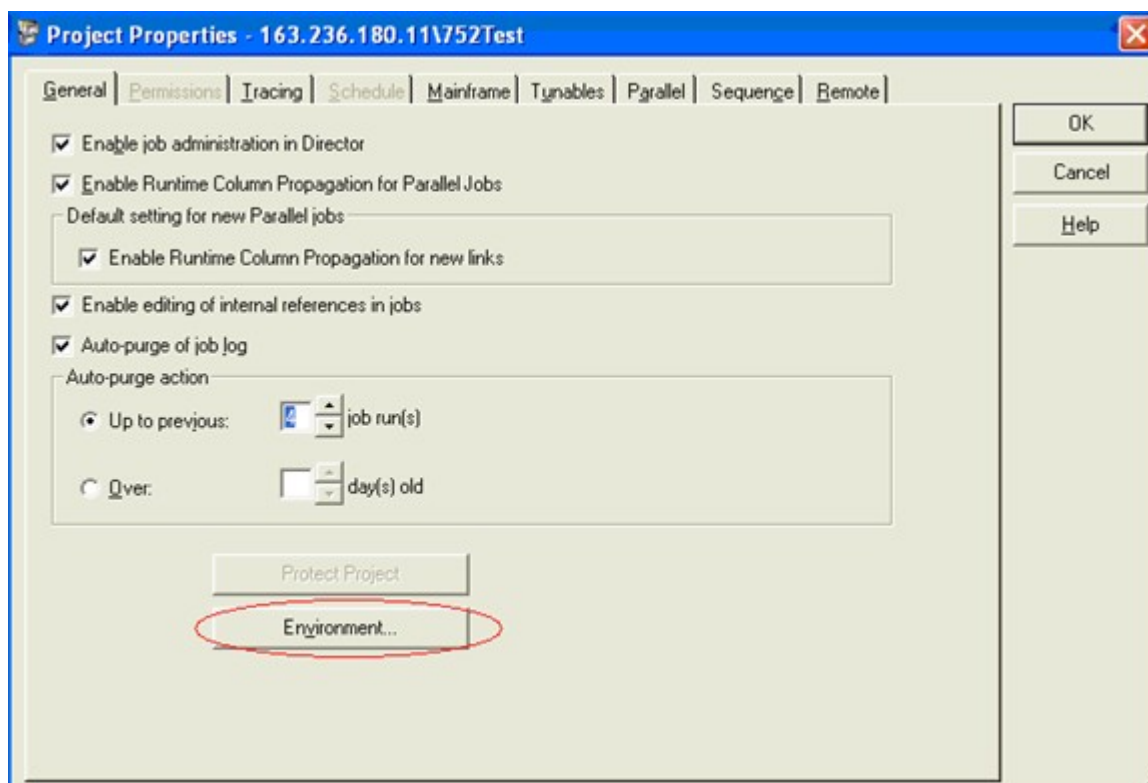 Project Properties - 163.236.180.11\752Test
General Permissions Tracing Schedule Mainframe Tunables Parallel Sequence Remote
OK
Cancel
Help
Enable job administration in Director
Enable Runtime Column Propagation for Parallel Jobs
Default setting for new Parallel jobs
Enable Runtime Column Propagation for new links
Enable editing of internal references in jobs
Auto-purge of job log
Auto-purge action
Up to previous: 4 job run(s)
Over: day(s) old
Protect Project
Environment...